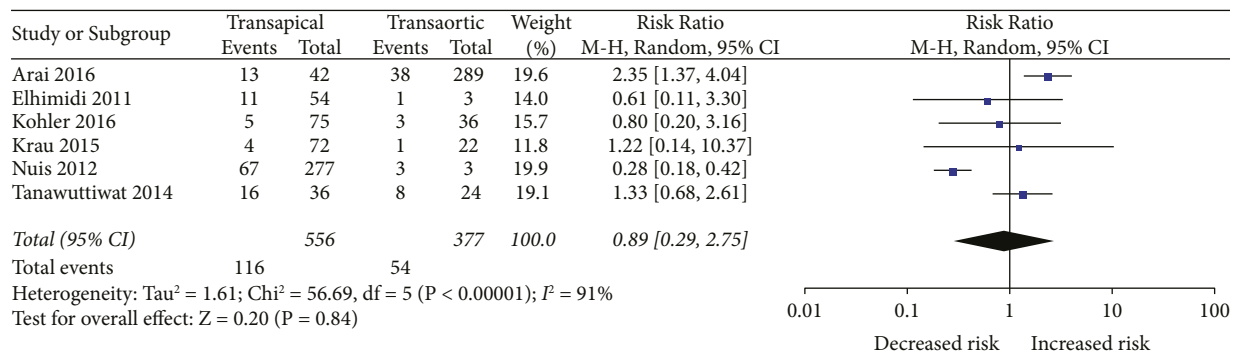 Study or Subgroup Transapical Transaortic Weight Risk Ratio Risk Ratio
Events Total Events Total (%) M-H, Random, 95% CI M-H, Random, 95% CI
Arai 2016 13 42 38 289 19.6 2.35 [1.37, 4.04]
Elhimidi 2011 11 54 1 3 14.0 0.61 [0.11, 3.30]
Kohler 2016 5 75 3 36 15.7 0.80 [0.20, 3.16]
Krau 2015 4 72 1 22 11.8 1.22 [0.14, 10.37]
Nuis 2012 67 277 3 3 19.9 0.28 [0.18, 0.42]
Tanawuttiwat 2014 16 36 8 24 19.1 1.33 [0.68, 2.61]
Total (95% CI) 556 377 100.0 0.89 [0.29, 2.75]
Total events 116 54
Heterogeneity: Tau² = 1.61; Chi² = 56.69, df = 5 (P < 0.00001); I² = 91%
Test for overall effect: Z = 0.20 (P = 0.84)
0.01 0.1 1 10 100
Decreased risk Increased risk